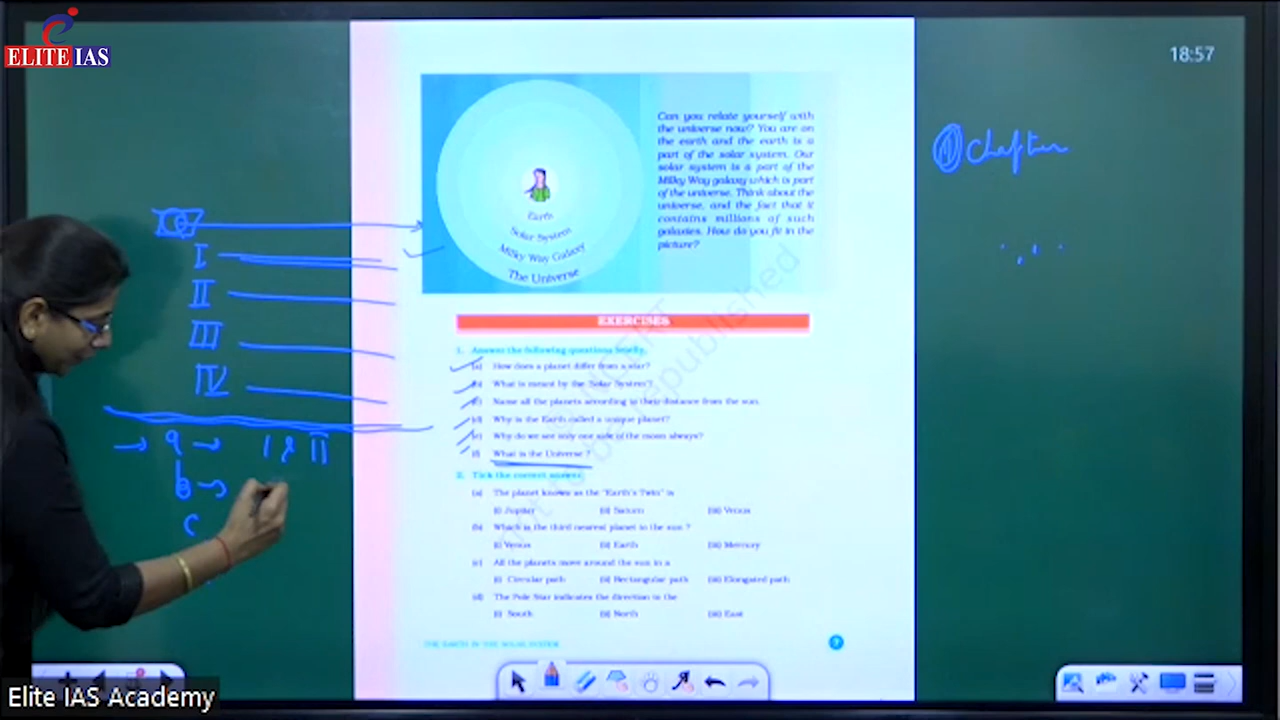 ELITE IAS
18:57
Can you relate yourself with
the universe now? You are on
the earth and the earth is a
part of the solar system. Our
solar system is a part of the
Milky Way galaxy which is part
of the universe. Think about the
universe, and the fact that it
contains millions of such
galaxies. How do you fit in the
picture?
Earth
Solar System
Milky Way Galaxy
The Universe
① Chapter
I
II
III
IV
a → I & II
b →
c
EXERCISES
1. Answer the following questions briefly.
(a) How does a planet differ from a star?
(b) What is meant by the 'Solar System'?
(c) Name all the planets according to their distance from the sun.
(d) Why is the Earth called a unique planet?
(e) Why do we see only one side of the moon always?
(f) What is the Universe?
2. Tick the correct answer.
(a) The planet known as the "Earth's Twin" is
(i) Jupiter (ii) Saturn (iii) Venus
(b) Which is the third nearest planet to the sun ?
(i) Venus (ii) Earth (iii) Mercury
(c) All the planets move around the sun in a
(i) Circular path (ii) Rectangular path (iii) Elongated path
(d) The Pole Star indicates the direction to the
(i) South (ii) North (iii) East
THE EARTH IN THE SOLAR SYSTEM 7
Elite IAS Academy